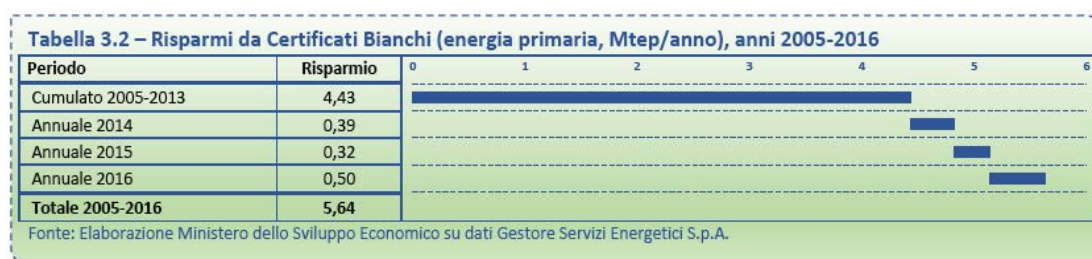 Tabella 3.2 – Risparmi da Certificati Bianchi (energia primaria, Mtep/anno), anni 2005-2016
Periodo Risparmio 0 1 2 3 4 5 6
Cumulato 2005-2013 4,43
Annuale 2014 0,39
Annuale 2015 0,32
Annuale 2016 0,50
Totale 2005-2016 5,64
Fonte: Elaborazione Ministero dello Sviluppo Economico su dati Gestore Servizi Energetici S.p.A.